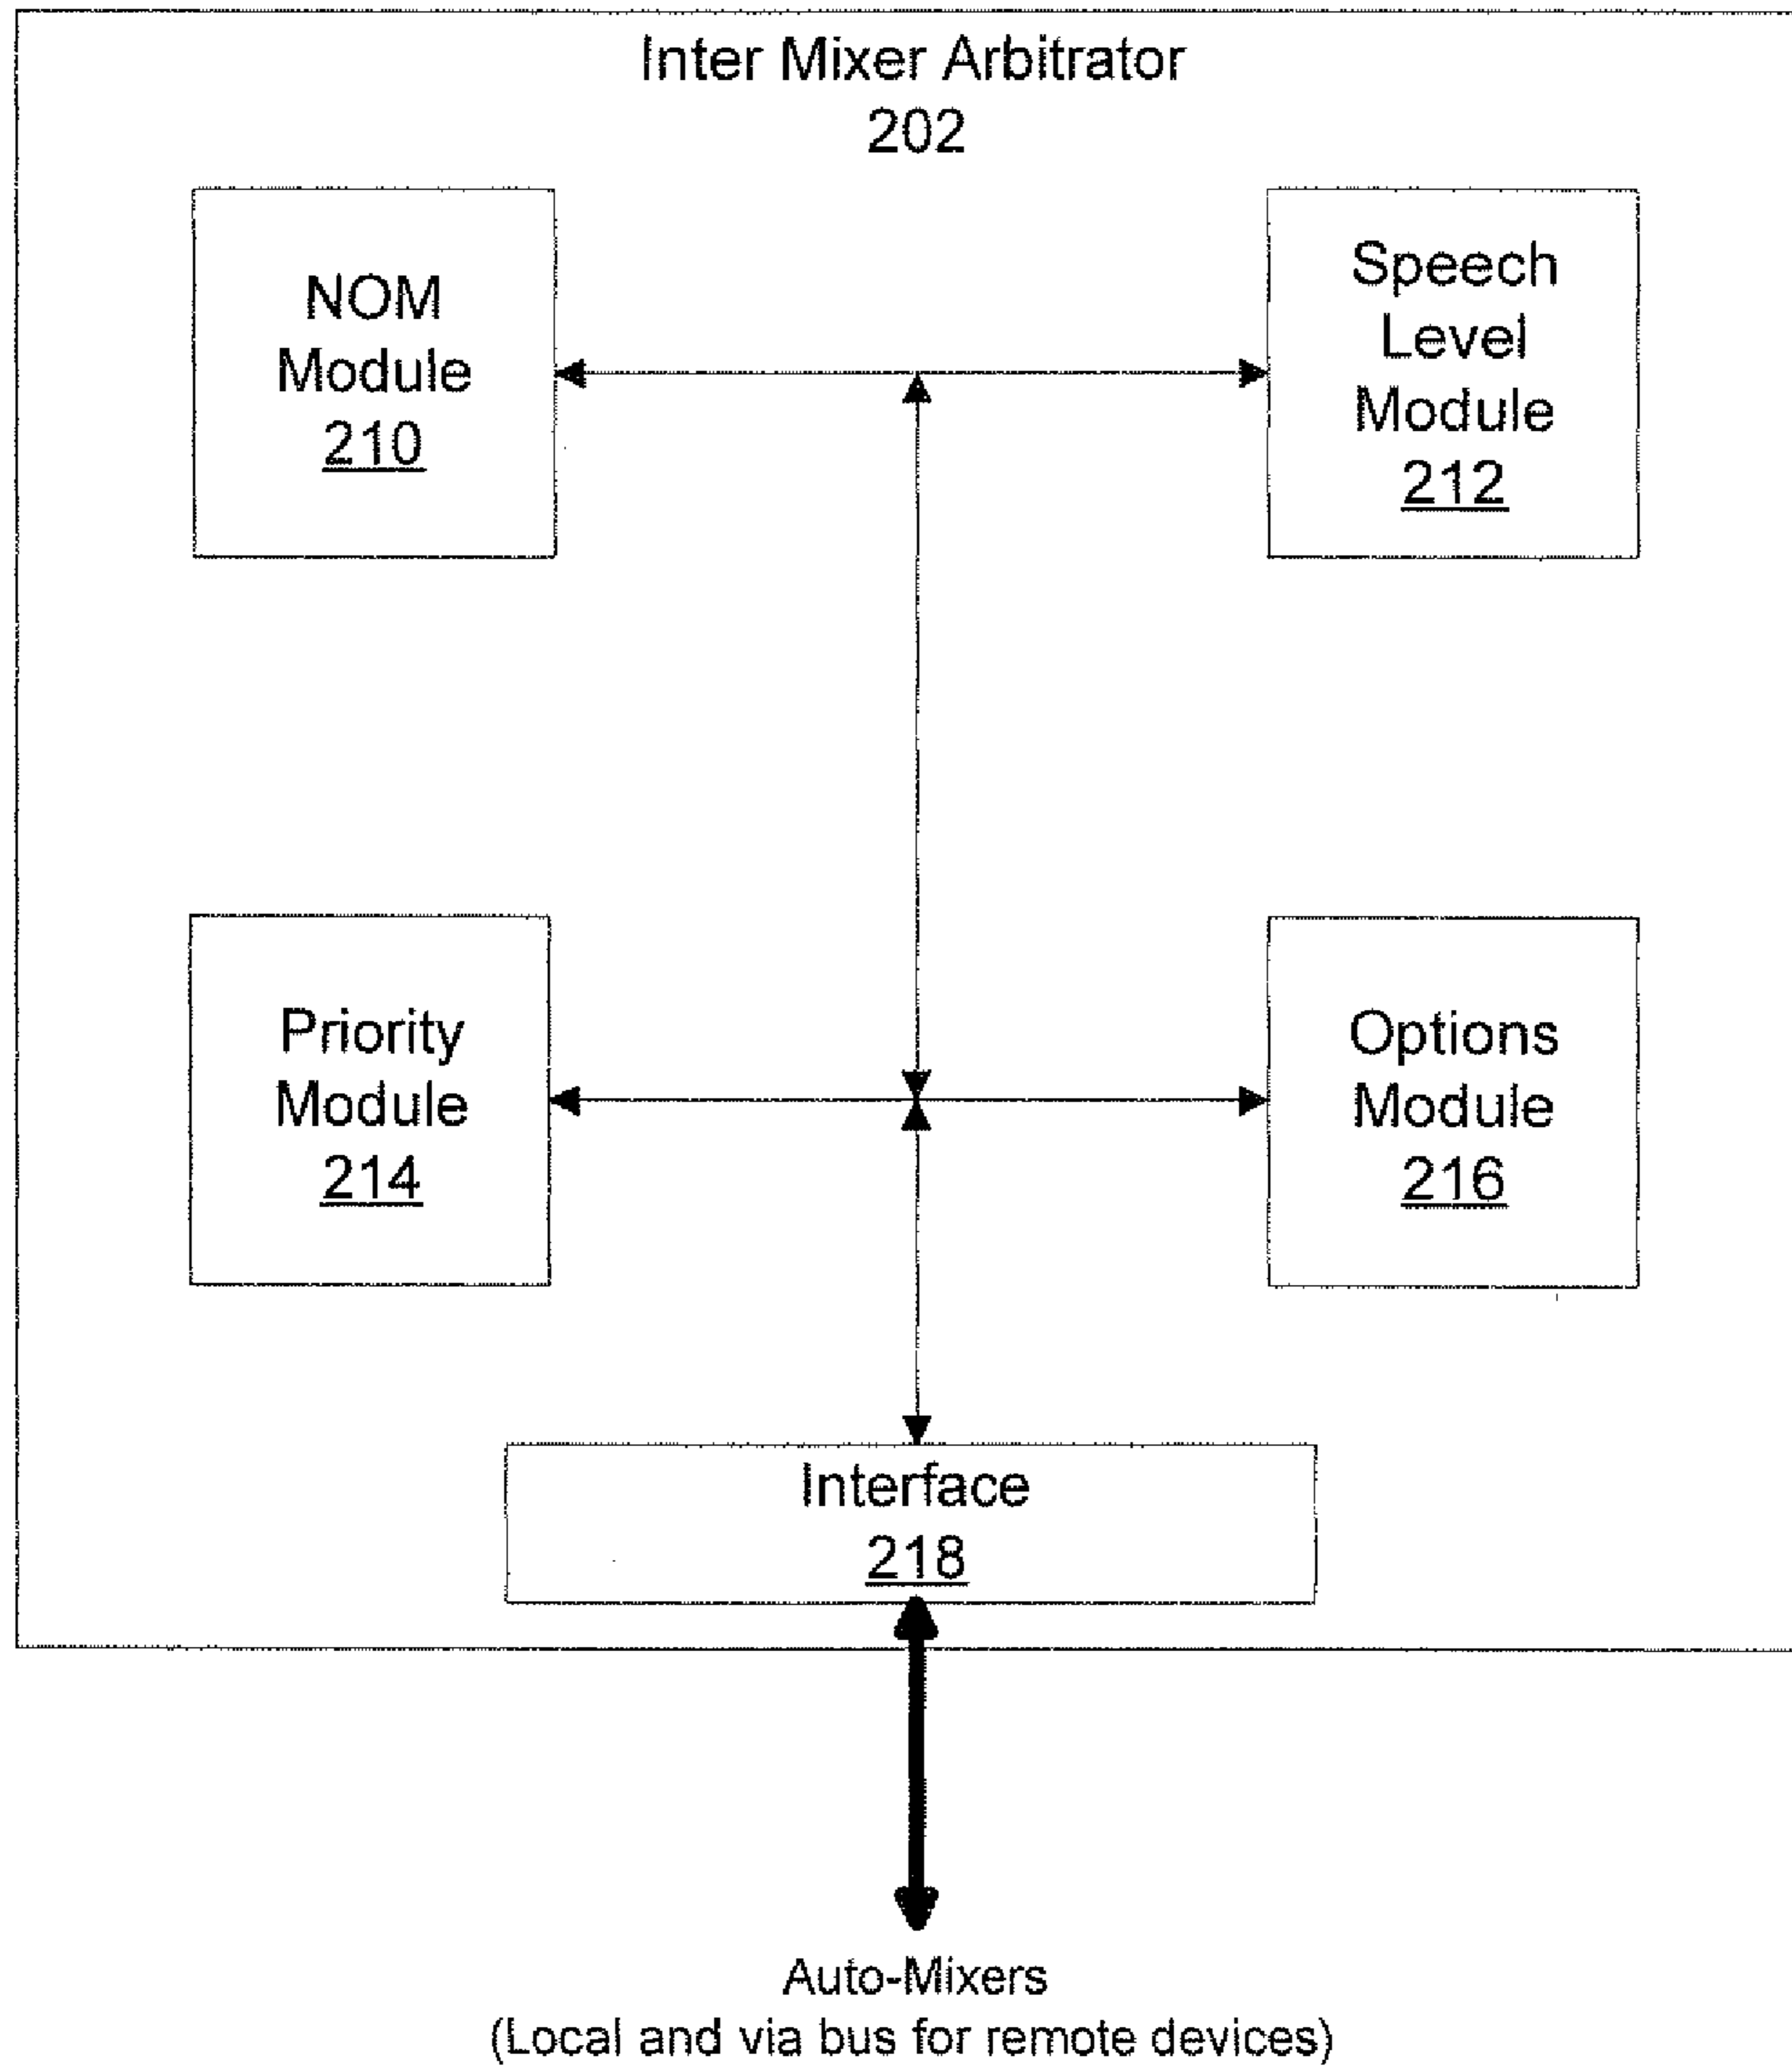 Inter Mixer Arbitrator
202
NOM
Module
210
Speech
Level
Module
212
Priority
Module
214
Options
Module
216
Interface
218
Auto-Mixers
(Local and via bus for remote devices)